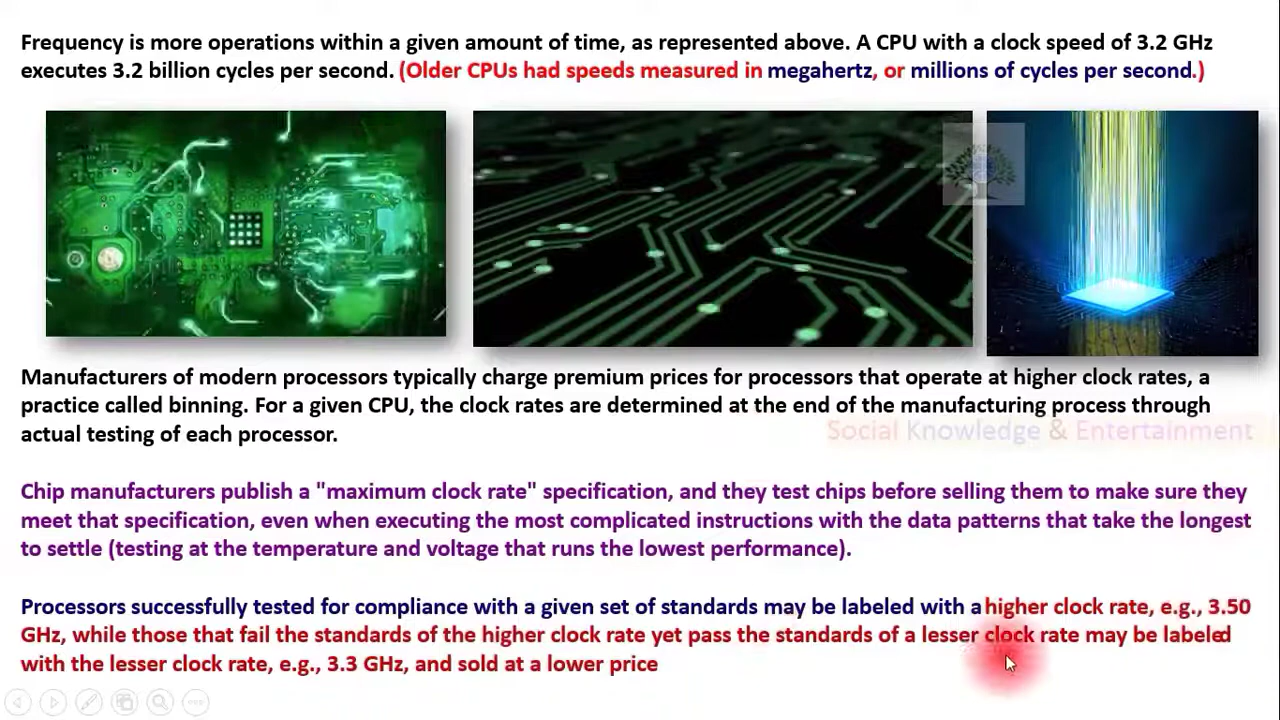 Frequency is more operations within a given amount of time, as represented above. A CPU with a clock speed of 3.2 GHz
executes 3.2 billion cycles per second. (Older CPUs had speeds measured in megahertz, or millions of cycles per second.)
Manufacturers of modern processors typically charge premium prices for processors that operate at higher clock rates, a
practice called binning. For a given CPU, the clock rates are determined at the end of the manufacturing process through
actual testing of each processor.
Social Knowledge & Entertainment
Chip manufacturers publish a "maximum clock rate" specification, and they test chips before selling them to make sure they
meet that specification, even when executing the most complicated instructions with the data patterns that take the longest
to settle (testing at the temperature and voltage that runs the lowest performance).
Processors successfully tested for compliance with a given set of standards may be labeled with a higher clock rate, e.g., 3.50
GHz, while those that fail the standards of the higher clock rate yet pass the standards of a lesser clock rate may be labeled
with the lesser clock rate, e.g., 3.3 GHz, and sold at a lower price